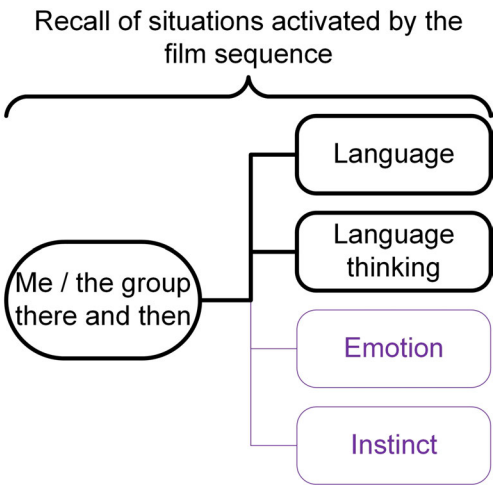 Recall of situations activated by the
film sequence
Language
Language
thinking
Me / the group
there and then
Emotion
Instinct